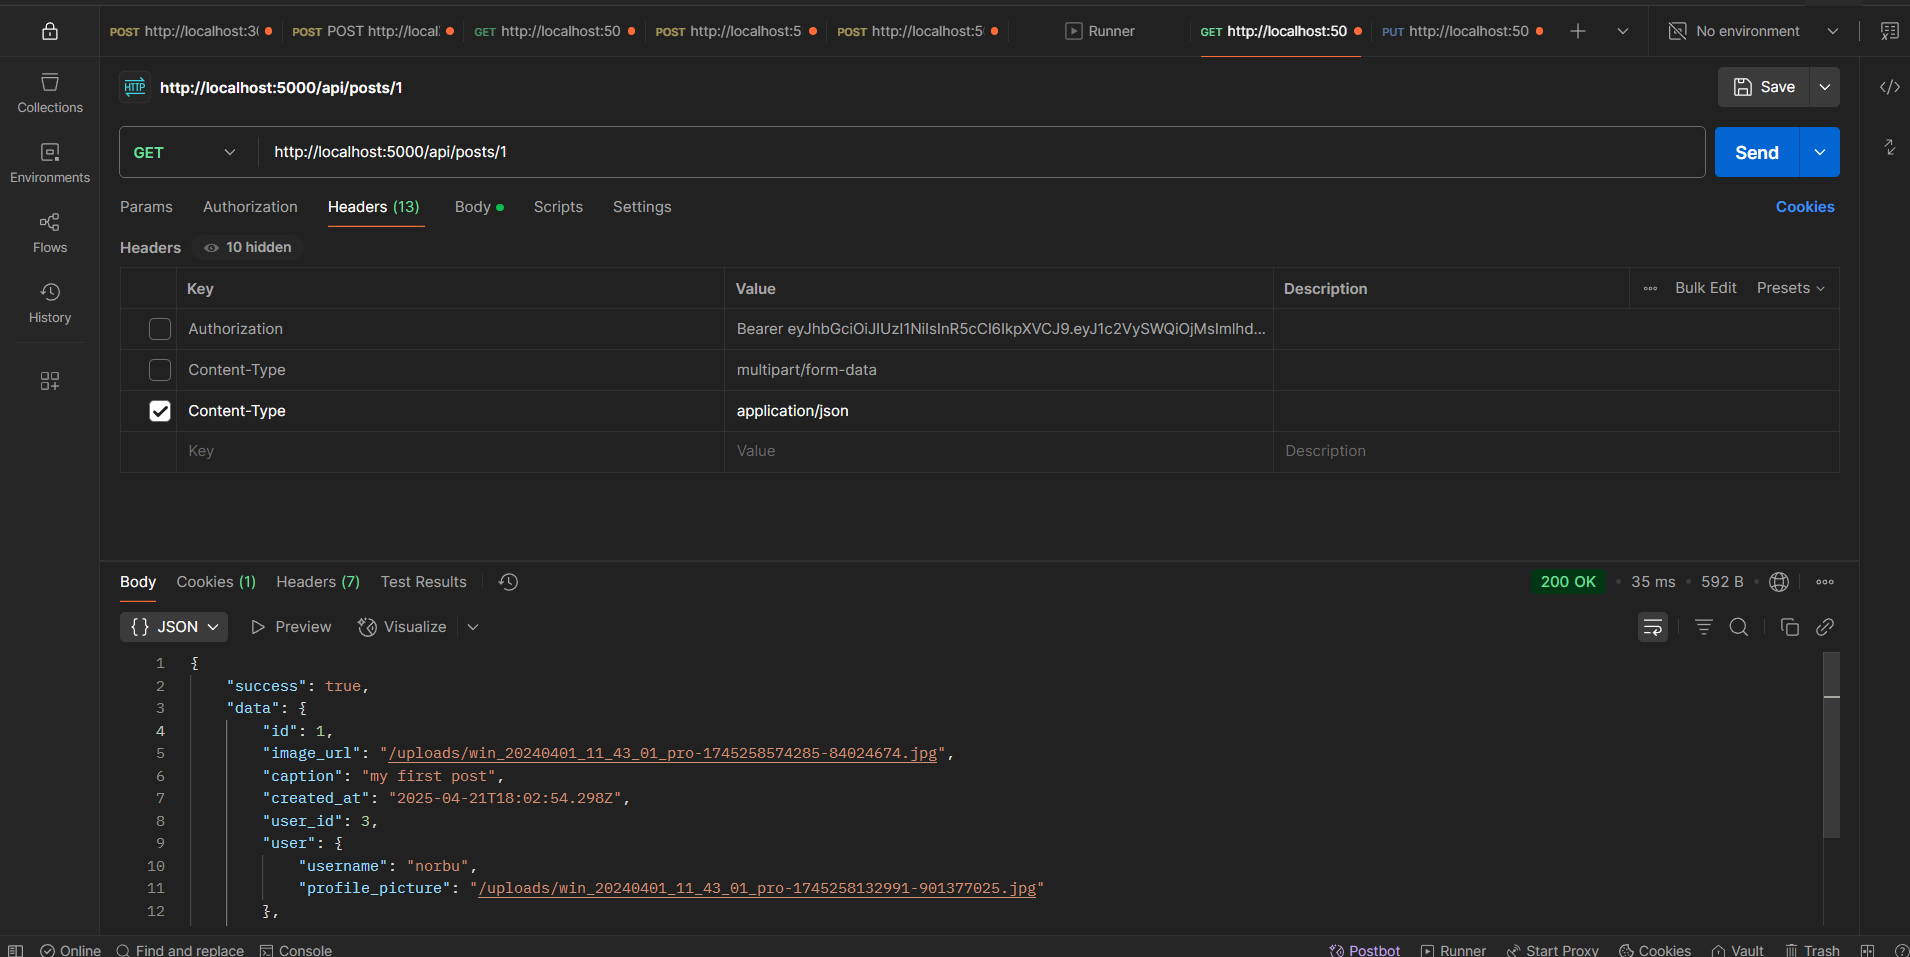 POST http://localhost:30
POST POST http://local:
GET http://localhost:50
POST http://localhost:5
POST http://localhost:5
Runner
GET http://localhost:50
PUT http://localhost:50
No environment
Collections
Environments
Flows
History
HTTP http://localhost:5000/api/posts/1
Save
GET http://localhost:5000/api/posts/1
Send
Params Authorization Headers (13) Body Scripts Settings Cookies
Headers 10 hidden
Key Value Description Bulk Edit Presets
Authorization Bearer eyJhbGciOiJIUzI1NiIsInR5cCI6IkpXVCJ9.eyJ1c2VySWQiOjMsImlhd...
Content-Type multipart/form-data
Content-Type application/json
Key Value Description
Body Cookies (1) Headers (7) Test Results 200 OK 35 ms 592 B
{} JSON Preview Visualize
1 {
2 "success": true,
3 "data": {
4 "id": 1,
5 "image_url": "/uploads/win_20240401_11_43_01_pro-1745258574285-84024674.jpg",
6 "caption": "my first post",
7 "created_at": "2025-04-21T18:02:54.298Z",
8 "user_id": 3,
9 "user": {
10 "username": "norbu",
11 "profile_picture": "/uploads/win_20240401_11_43_01_pro-1745258132991-901377025.jpg"
12 },
Online Find and replace Console Postbot Runner Start Proxy Cookies Vault Trash